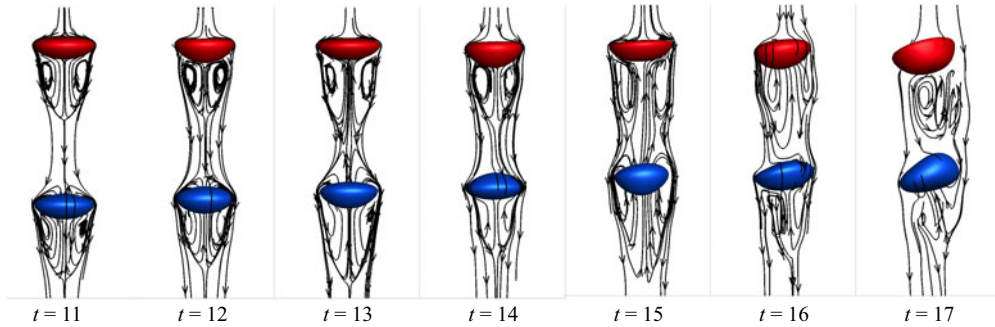 t = 11 t = 12 t = 13 t = 14 t = 15 t = 16 t = 17